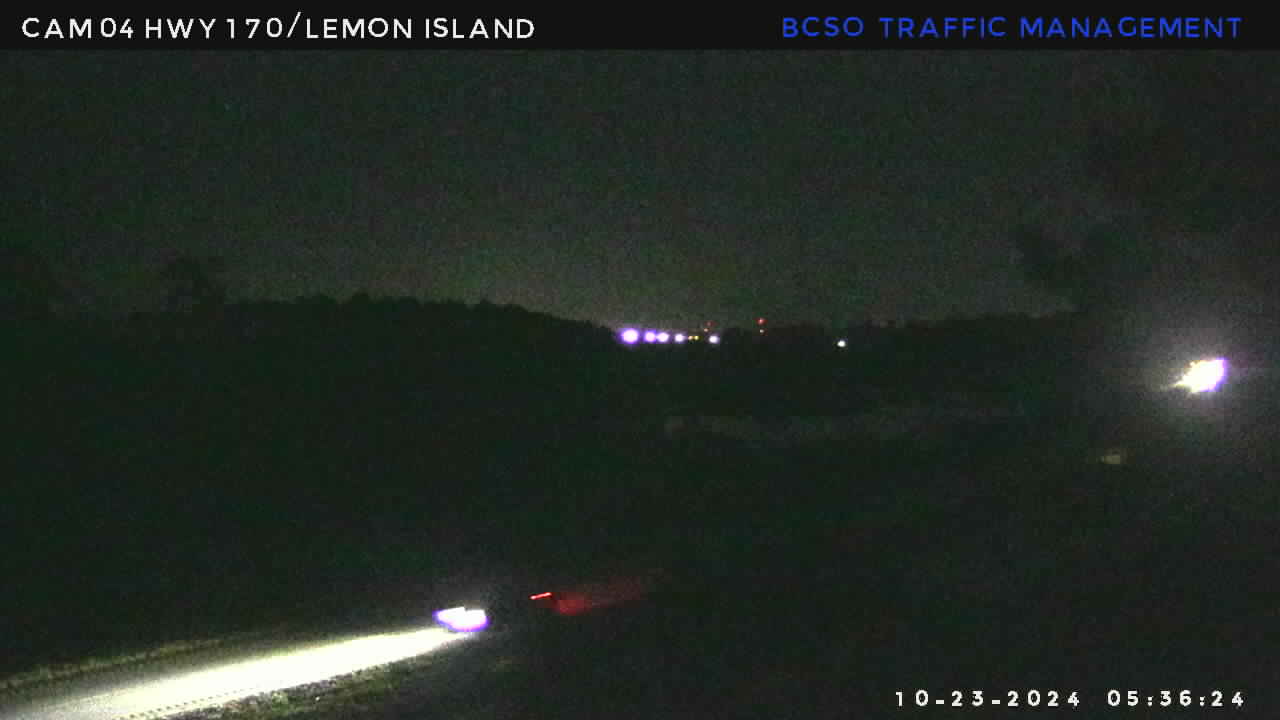 CAM04 HWY 170/LEMON ISLAND
BCSO TRAFFIC MANAGEMENT
10-23-2024 05:36:24